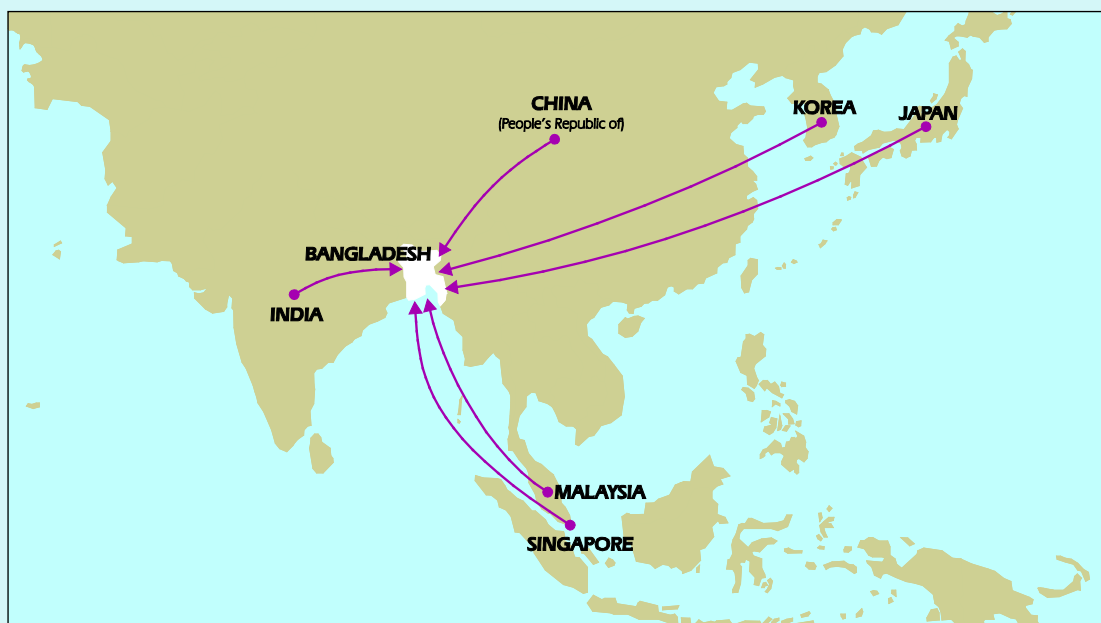 CHINA
(People's Republic of)
KOREA
JAPAN
BANGLADESH
INDIA
MALAYSIA
SINGAPORE